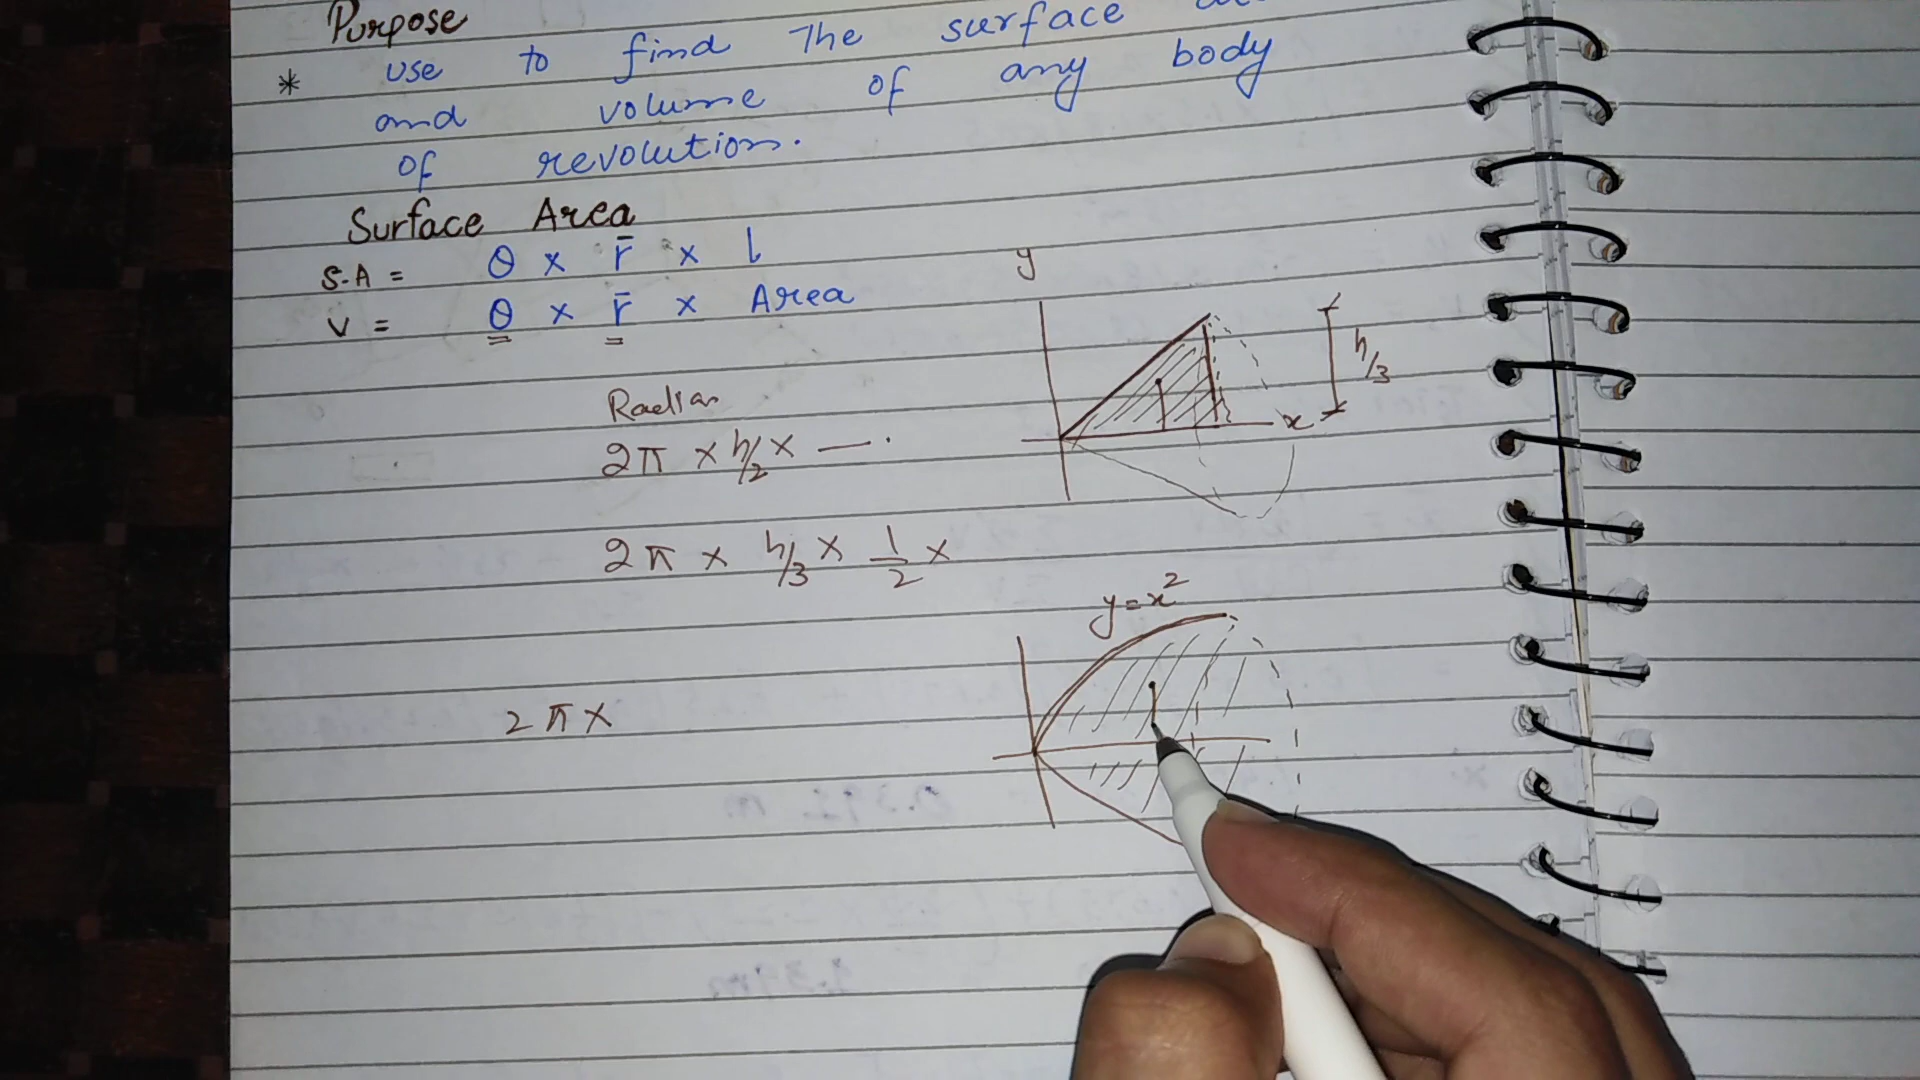 Purpose
* use to find The surface
and volume of any body
of revolution.
Surface Area
S.A = θ × r̄ × l
V = θ × r̄ × Area
y
h/3
x
Radian
2π × h/2 × — .
2π × h/3 × 1/2 ×
y=x²
2π×